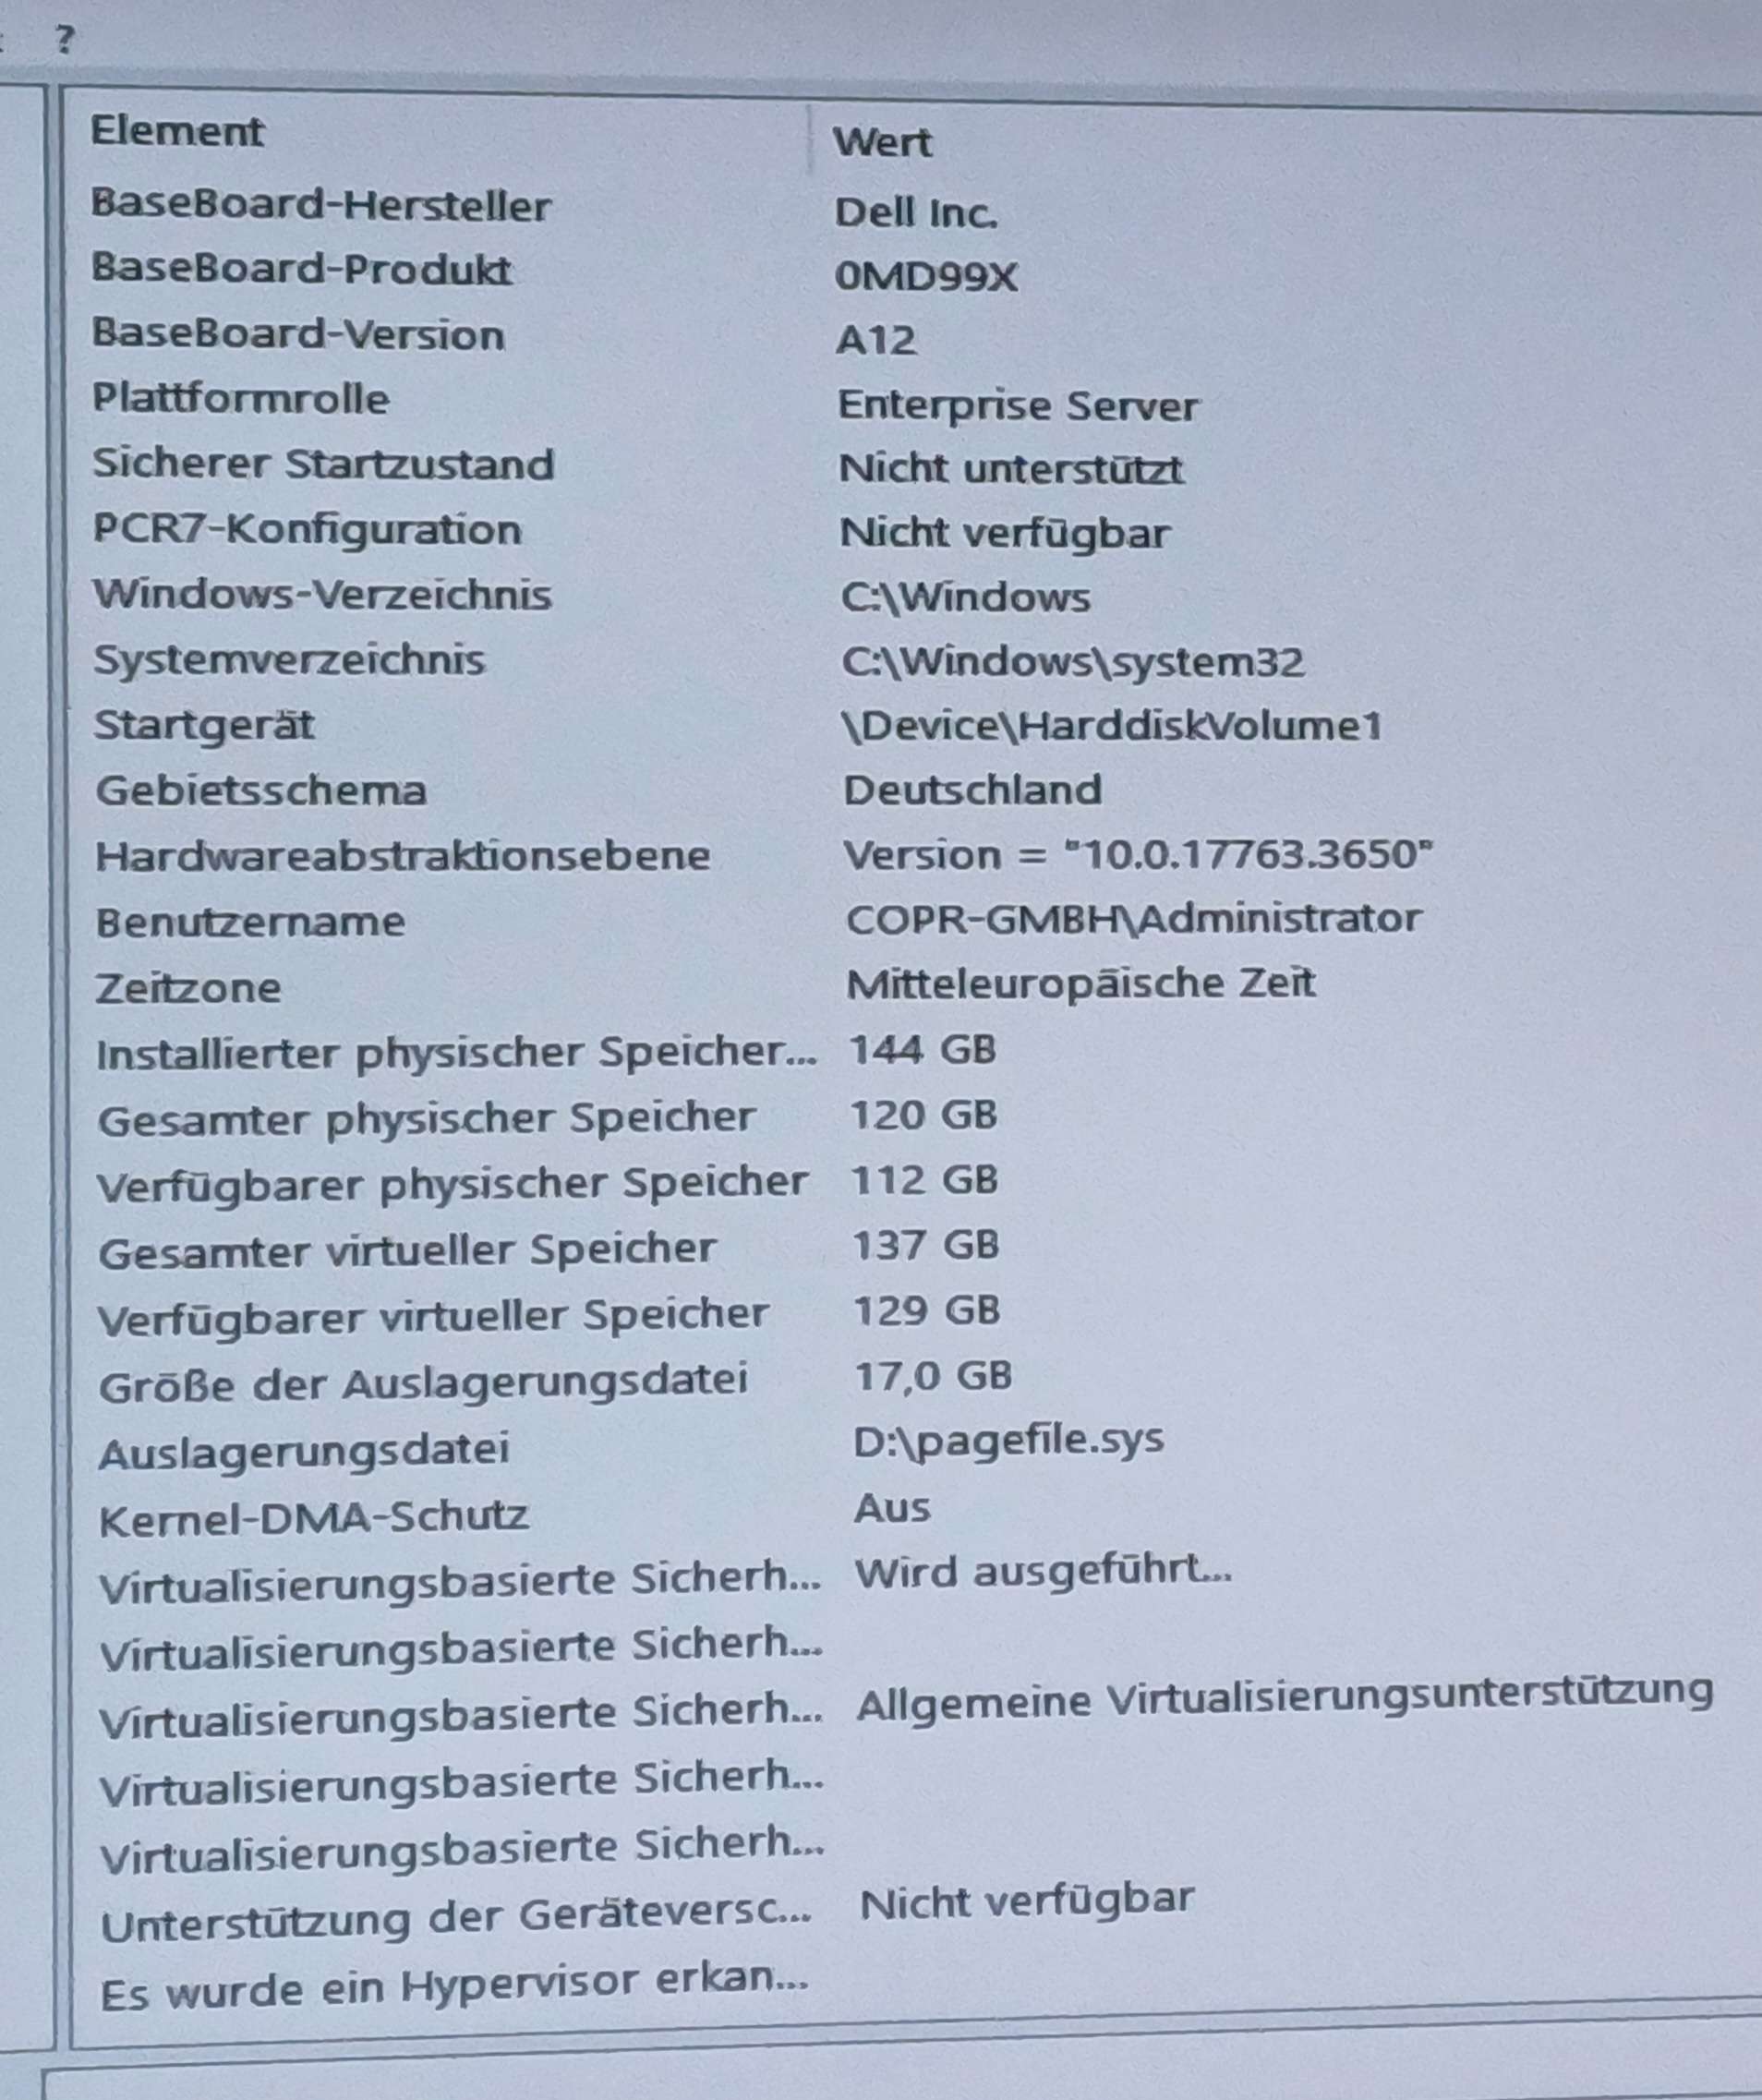 ?
Element Wert
BaseBoard-Hersteller Dell Inc.
BaseBoard-Produkt 0MD99X
BaseBoard-Version A12
Plattformrolle Enterprise Server
Sicherer Startzustand Nicht unterstützt
PCR7-Konfiguration Nicht verfügbar
Windows-Verzeichnis C:\Windows
Systemverzeichnis C:\Windows\system32
Startgerät \Device\HarddiskVolume1
Gebietsschema Deutschland
Hardwareabstraktionsebene Version = "10.0.17763.3650"
Benutzername COPR-GMBH\Administrator
Zeitzone Mitteleuropäische Zeit
Installierter physischer Speicher... 144 GB
Gesamter physischer Speicher 120 GB
Verfügbarer physischer Speicher 112 GB
Gesamter virtueller Speicher 137 GB
Verfügbarer virtueller Speicher 129 GB
Größe der Auslagerungsdatei 17,0 GB
Auslagerungsdatei D:\pagefile.sys
Kernel-DMA-Schutz Aus
Virtualisierungsbasierte Sicherh... Wird ausgeführt...
Virtualisierungsbasierte Sicherh...
Virtualisierungsbasierte Sicherh... Allgemeine Virtualisierungsunterstützung
Virtualisierungsbasierte Sicherh...
Virtualisierungsbasierte Sicherh...
Unterstützung der Geräteversc... Nicht verfügbar
Es wurde ein Hypervisor erkan...